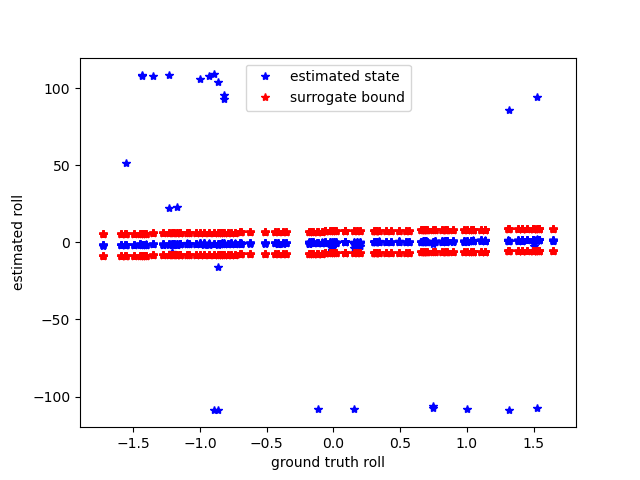 estimated state
surrogate bound
100
50
0
−50
−100
estimated roll
−1.5 −1.0 −0.5 0.0 0.5 1.0 1.5
ground truth roll